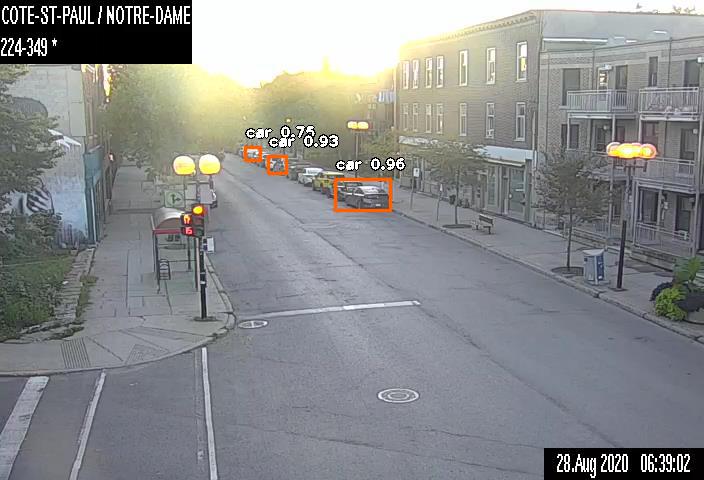 COTE-ST-PAUL / NOTRE-DAME
224-349 *
car 0.75
car 0.93
car 0.96
28.Aug 2020 06:39:02